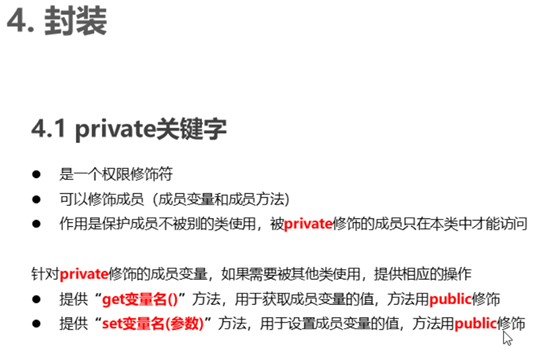 4. 封装
4.1 private关键字
● 是一个权限修饰符
● 可以修饰成员（成员变量和成员方法）
● 作用是保护成员不被别的类使用，被private修饰的成员只在本类中才能访问
针对private修饰的成员变量，如果需要被其他类使用，提供相应的操作
● 提供“get变量名()”方法，用于获取成员变量的值，方法用public修饰
● 提供“set变量名(参数)”方法，用于设置成员变量的值，方法用public修饰